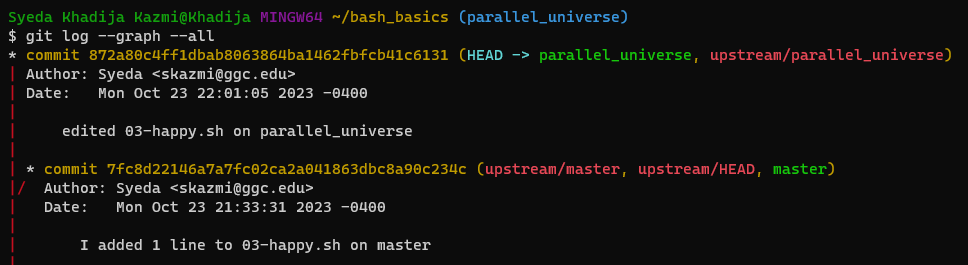 Syeda Khadija Kazmi@Khadija MINGW64 ~/bash_basics (parallel_universe)
$ git log --graph --all
* commit 872a80c4ff1dbab8063864ba1462fbfcb41c6131 (HEAD -> parallel_universe, upstream/parallel_universe)
| Author: Syeda <skazmi@ggc.edu>
| Date:   Mon Oct 23 22:01:05 2023 -0400
|
|     edited 03-happy.sh on parallel_universe
|
| * commit 7fc8d22146a7a7fc02ca2a041863dbc8a90c234c (upstream/master, upstream/HEAD, master)
|/  Author: Syeda <skazmi@ggc.edu>
|   Date:   Mon Oct 23 21:33:31 2023 -0400
|
|       I added 1 line to 03-happy.sh on master
|